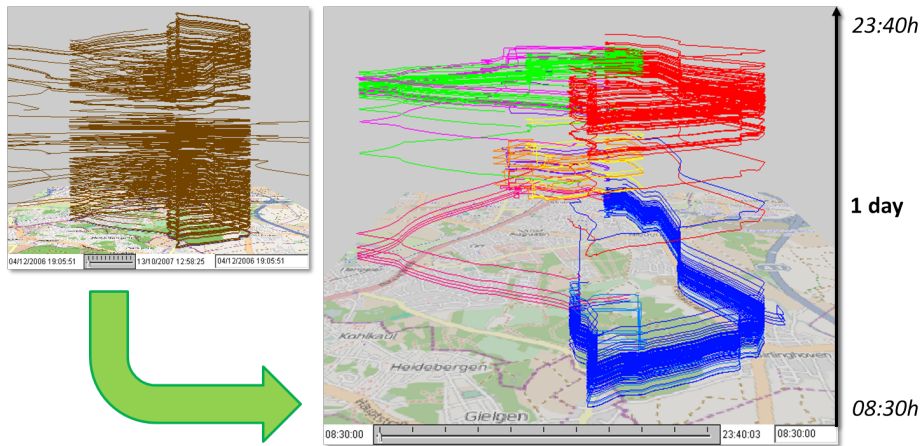 04/12/2006 19:05:51
13/10/2007 12:58:25
04/12/2006 19:05:51
23:40h
1 day
08:30h
Kohlkaul
Heidebergen
Gielgen
08:30:00
23:40:03
08:30:00